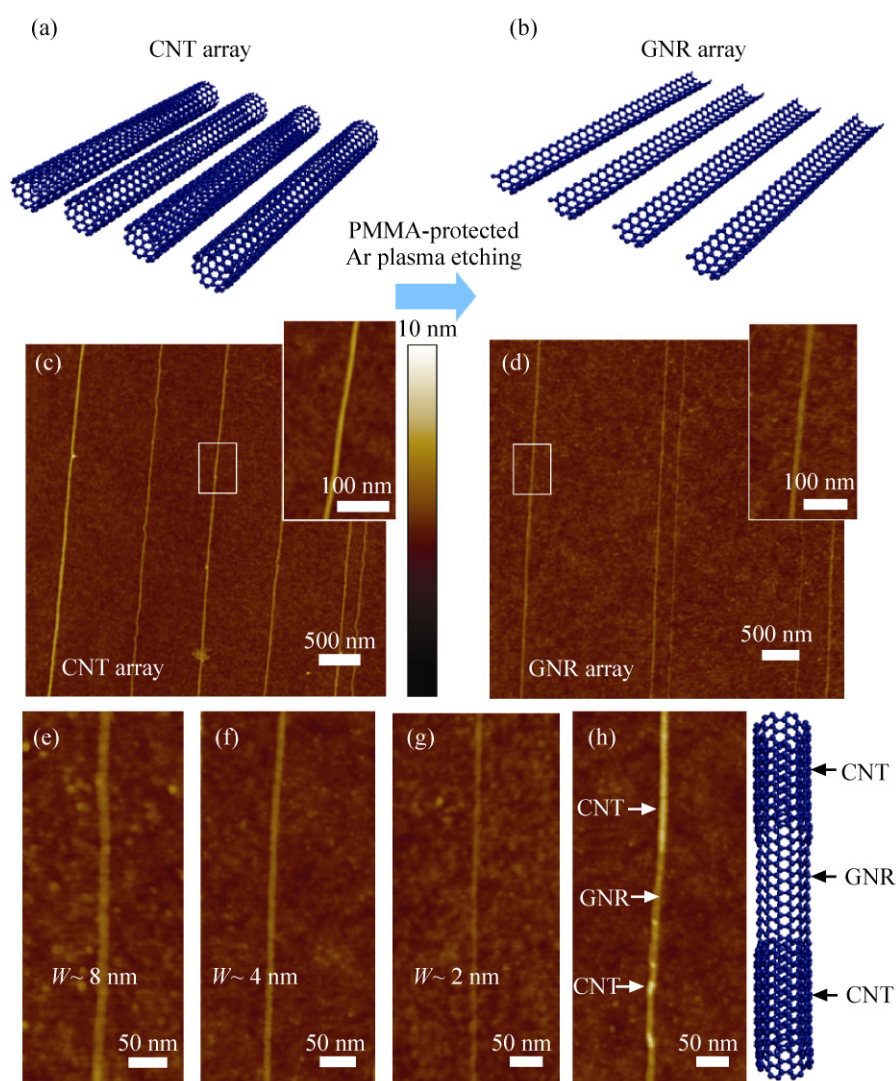 (a)
CNT array
(b)
GNR array
PMMA-protected
Ar plasma etching
(c)
100 nm
500 nm
CNT array
10 nm
(d)
100 nm
500 nm
GNR array
(e)
W~ 8 nm
50 nm
(f)
W~ 4 nm
50 nm
(g)
W~ 2 nm
50 nm
(h)
CNT
GNR
CNT
50 nm
CNT
GNR
CNT